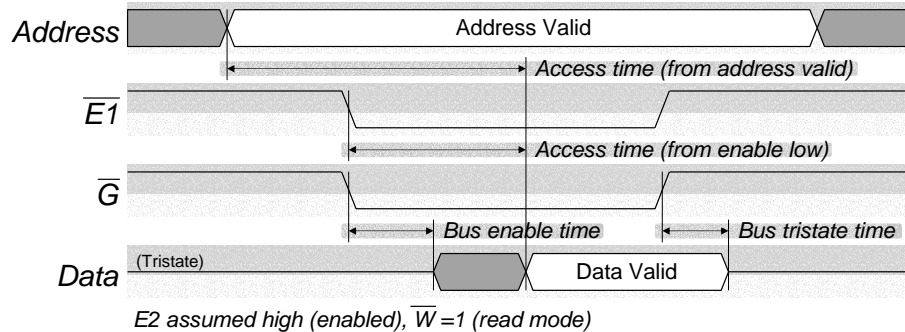 Address Address Valid
Access time (from address valid)
E̅1̅
Access time (from enable low)
G̅
Bus enable time Bus tristate time
Data (Tristate) Data Valid
E2 assumed high (enabled), W̅ =1 (read mode)